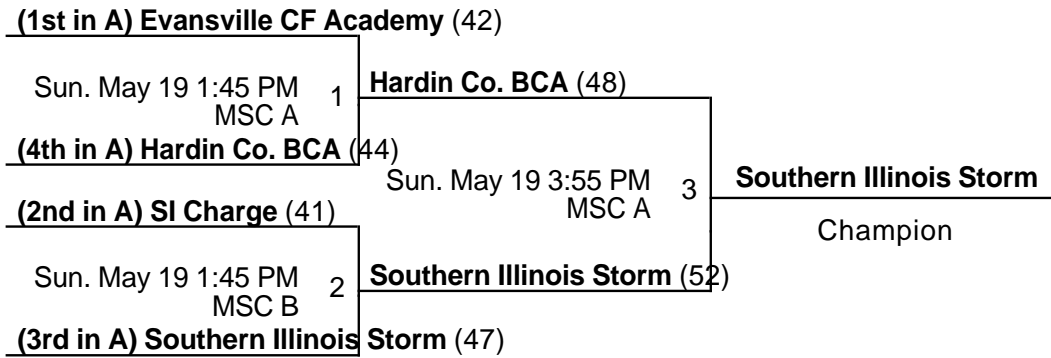 (1st in A) Evansville CF Academy (42)
Sun. May 19 1:45 PM
MSC A
1
Hardin Co. BCA (48)
(4th in A) Hardin Co. BCA (44)
Sun. May 19 3:55 PM
MSC A
3
Southern Illinois Storm
Champion
(2nd in A) SI Charge (41)
Sun. May 19 1:45 PM
MSC B
2
Southern Illinois Storm (52)
(3rd in A) Southern Illinois Storm (47)